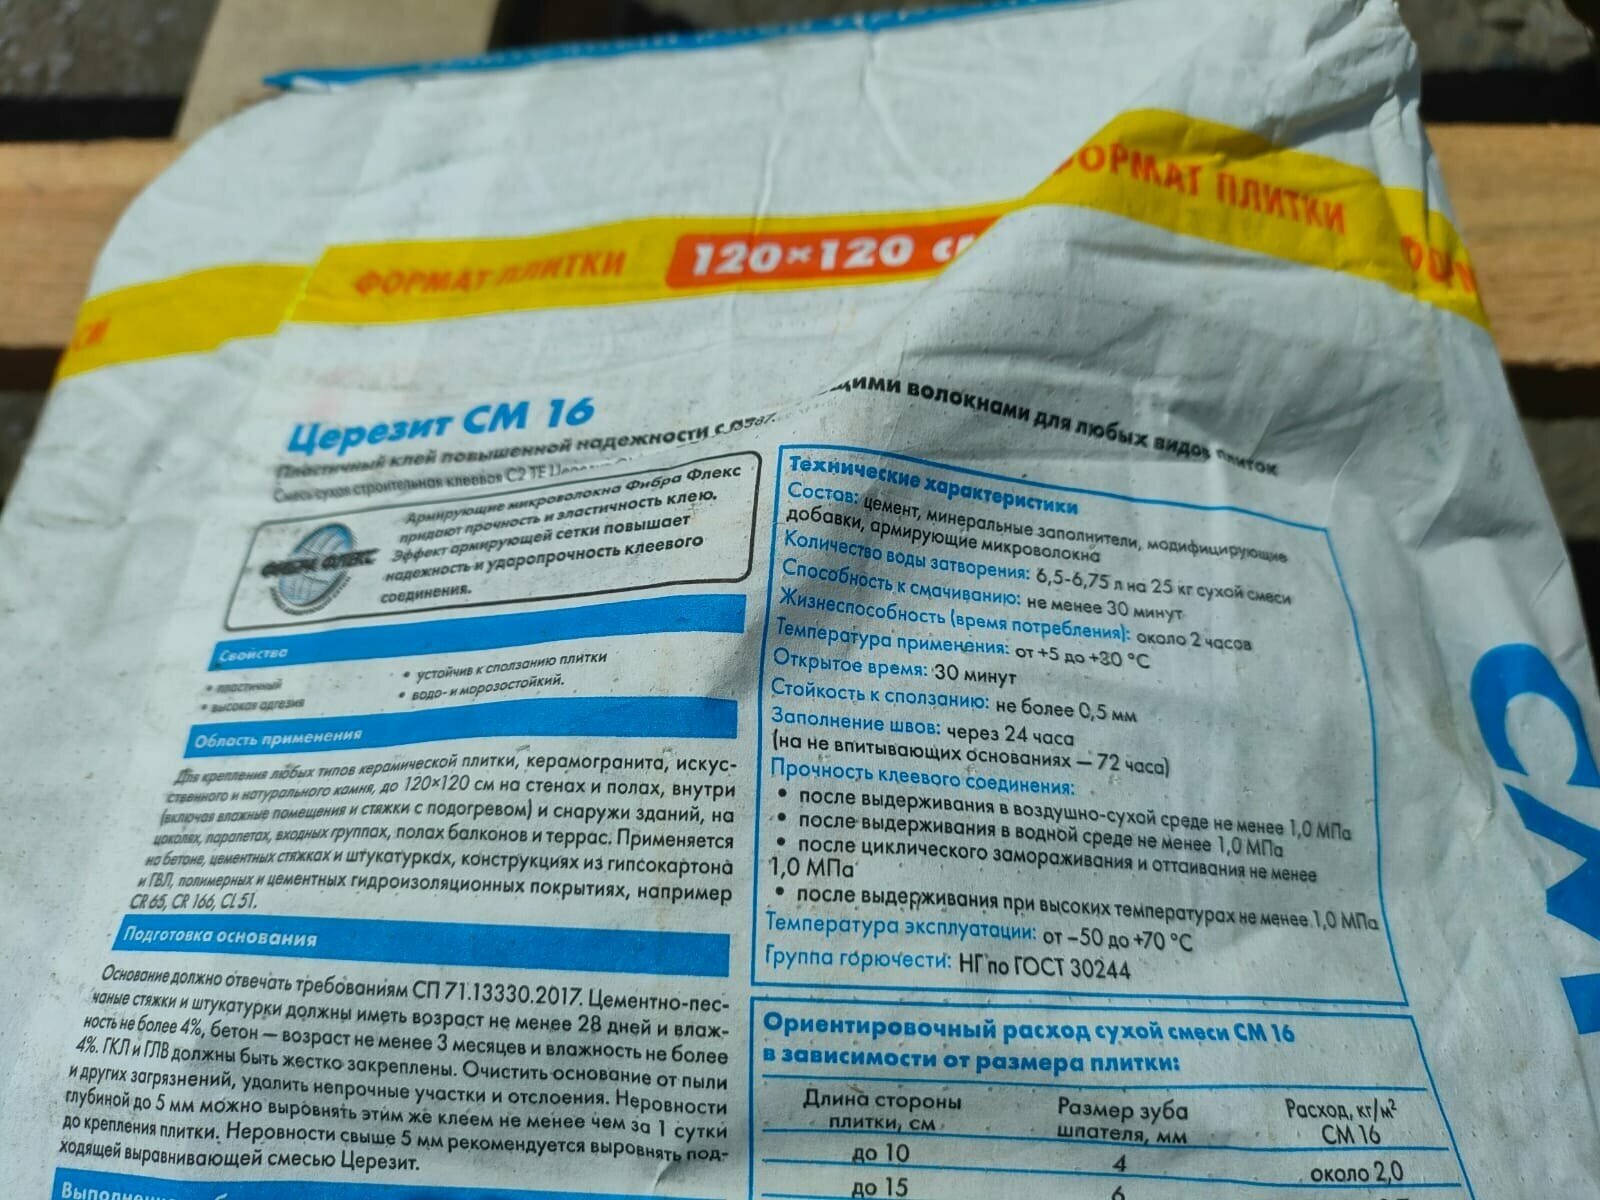 ФОРМАТ ПЛИТКИ 120×120
ФОРМАТ ПЛИТКИ
Церезит СМ 16
Пластичный клей повышенной надежности с
волокнами для любых видов плиток
Смесь сухая строительная клеевая С2 ТЕ
Армирующие микроволокна Фибра Флекс
придают прочность и эластичность клею.
Эффект армирующей сетки повышает
надежность и ударопрочность клеевого
соединения.
ФИБРА ФЛЕКС
Свойства
• пластичный
• высокая адгезия
• устойчив к сползанию плитки
• водо- и морозостойкий.
Область применения
Для крепления любых типов керамической плитки, керамогранита, искус-
ственного и натурального камня, до 120×120 см на стенах и полах, внутри
(включая влажные помещения и стяжки с подогревом) и снаружи зданий, на
цоколях, парапетах, входных группах, полах балконов и террас. Применяется
на бетоне, цементных стяжках и штукатурках, конструкциях из гипсокартона
и ГВЛ, полимерных и цементных гидроизоляционных покрытиях, например
CR 65, CR 166, CL 51.
Подготовка основания
Основание должно отвечать требованиям СП 71.13330.2017. Цементно-пес-
чаные стяжки и штукатурки должны иметь возраст не менее 28 дней и влаж-
ность не более 4%, бетон — возраст не менее 3 месяцев и влажность не более
4%. ГКЛ и ГЛВ должны быть жестко закреплены. Очистить основание от пыли
и других загрязнений, удалить непрочные участки и отслоения. Неровности
глубиной до 5 мм можно выровнять этим же клеем не менее чем за 1 сутки
до крепления плитки. Неровности свыше 5 мм рекомендуется выровнять под-
ходящей выравнивающей смесью Церезит.
Технические характеристики
Состав: цемент, минеральные заполнители, модифицирующие
добавки, армирующие микроволокна
Количество воды затворения: 6,5-6,75 л на 25 кг сухой смеси
Способность к смачиванию: не менее 30 минут
Жизнеспособность (время потребления): около 2 часов
Температура применения: от +5 до +30 °С
Открытое время: 30 минут
Стойкость к сползанию: не более 0,5 мм
Заполнение швов: через 24 часа
(на не впитывающих основаниях — 72 часа)
Прочность клеевого соединения:
• после выдерживания в воздушно-сухой среде не менее 1,0 МПа
• после выдерживания в водной среде не менее 1,0 МПа
• после циклического замораживания и оттаивания не менее
1,0 МПа
• после выдерживания при высоких температурах не менее 1,0 МПа
Температура эксплуатации: от –50 до +70 °С
Группа горючести: НГ по ГОСТ 30244
Ориентировочный расход сухой смеси СМ 16
в зависимости от размера плитки:
Длина стороны плитки, см Размер зуба шпателя, мм Расход, кг/м² СМ 16
до 10 4 около 2,0
до 15 6
СМ